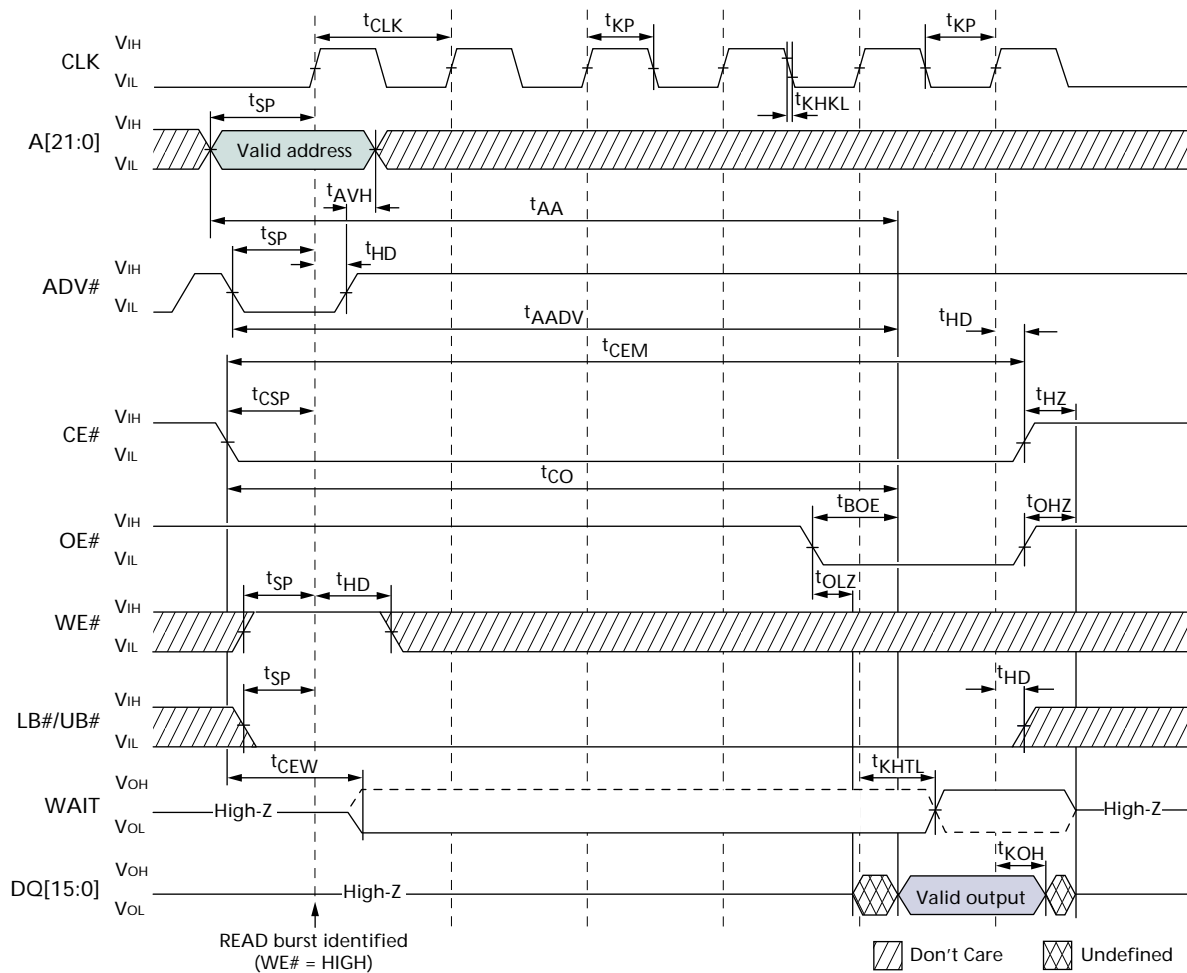 tCLK
tKP
tKP
CLK
VIH
VIL
tSP
tKHKL
A[21:0]
VIH
VIL
Valid address
tAVH
tAA
tSP
tHD
ADV#
VIH
VIL
tAADV
tHD
tCEM
tCSP
tHZ
CE#
VIH
VIL
tCO
tBOE
tOHZ
OE#
VIH
VIL
tOLZ
tSP
tHD
WE#
VIH
VIL
tSP
tHD
LB#/UB#
VIH
VIL
tCEW
tKHTL
WAIT
VOH
VOL
High-Z
High-Z
tKOH
DQ[15:0]
VOH
VOL
High-Z
Valid output
READ burst identified
(WE# = HIGH)
Don't Care
Undefined